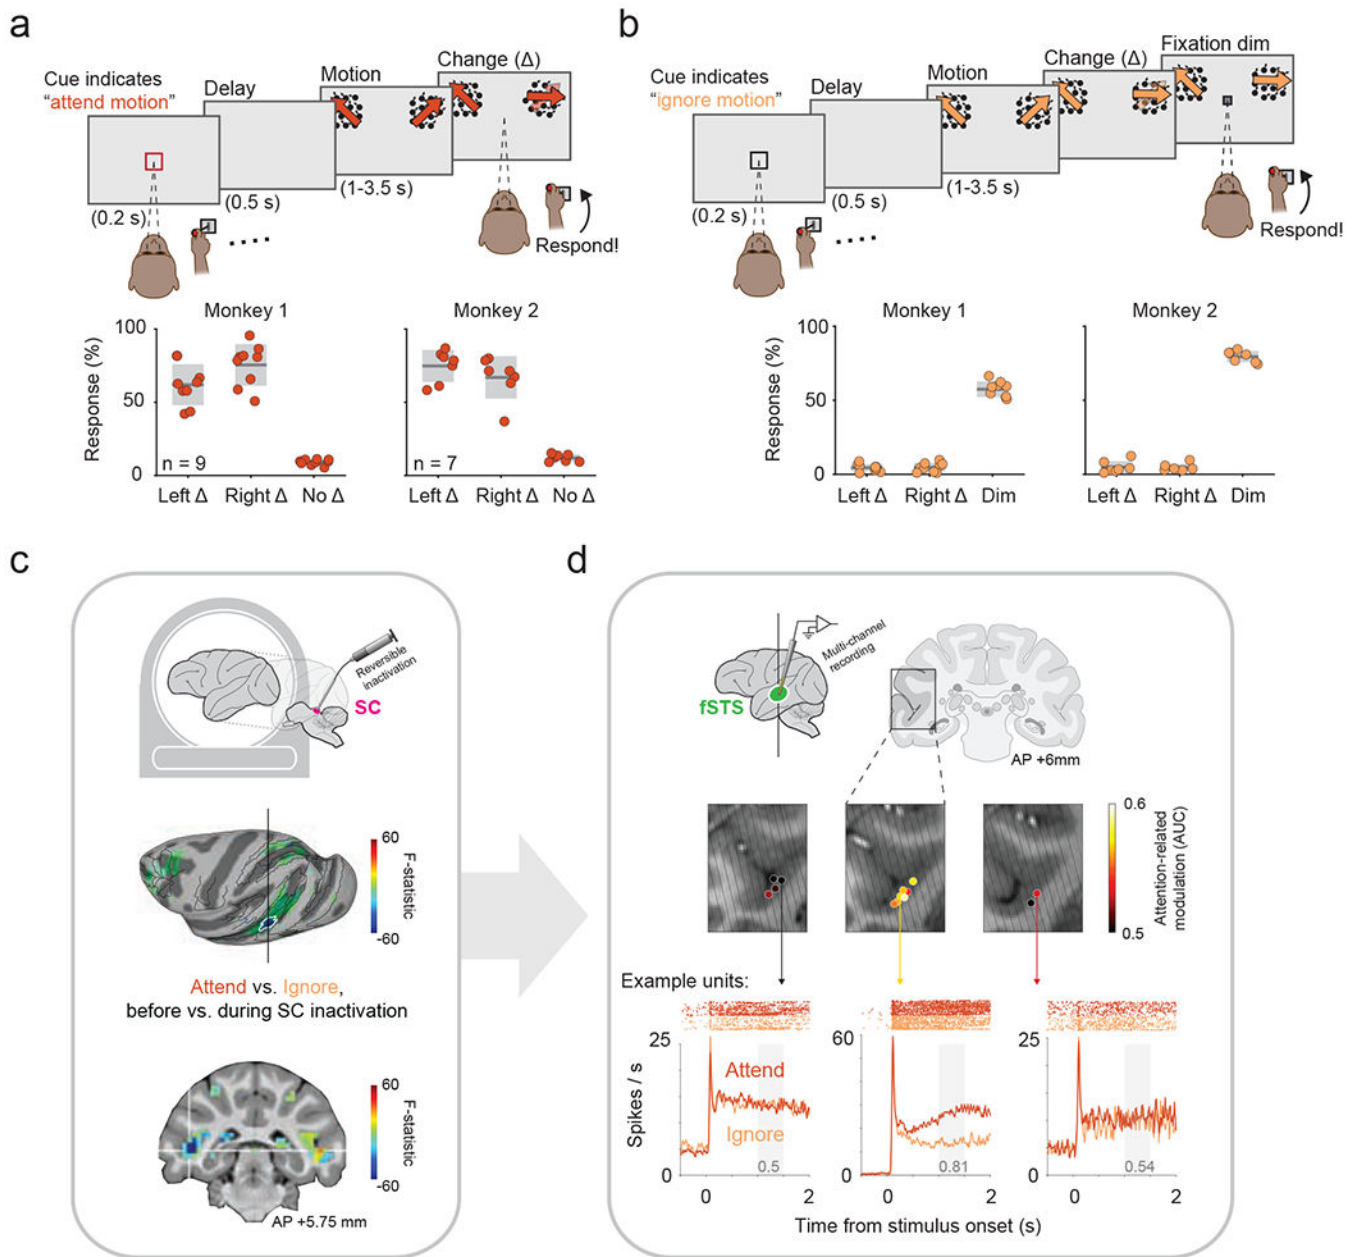 a
Cue indicates
“attend motion”
Delay
Motion
Change (Δ)
(0.2 s)
(0.5 s)
(1-3.5 s)
Respond!
Monkey 1
Monkey 2
Response (%)
100
50
0
n = 9
n = 7
Left Δ Right Δ No Δ
Left Δ Right Δ No Δ
b
Cue indicates
“ignore motion”
Delay
Motion
Change (Δ)
Fixation dim
(0.2 s)
(0.5 s)
(1-3.5 s)
Respond!
Monkey 1
Monkey 2
Response (%)
100
50
0
Left Δ Right Δ Dim
Left Δ Right Δ Dim
c
Reversible
inactivation
SC
60
F-statistic
-60
Attend vs. Ignore,
before vs. during SC inactivation
60
F-statistic
-60
AP +5.75 mm
d
Multi-channel
recording
fSTS
AP +6mm
0.6
Attention-related
modulation (AUC)
0.5
Example units:
Spikes / s
25
0
Attend
Ignore
0.5
0 2
60
0
0.81
0 2
25
0
0.54
0 2
Time from stimulus onset (s)